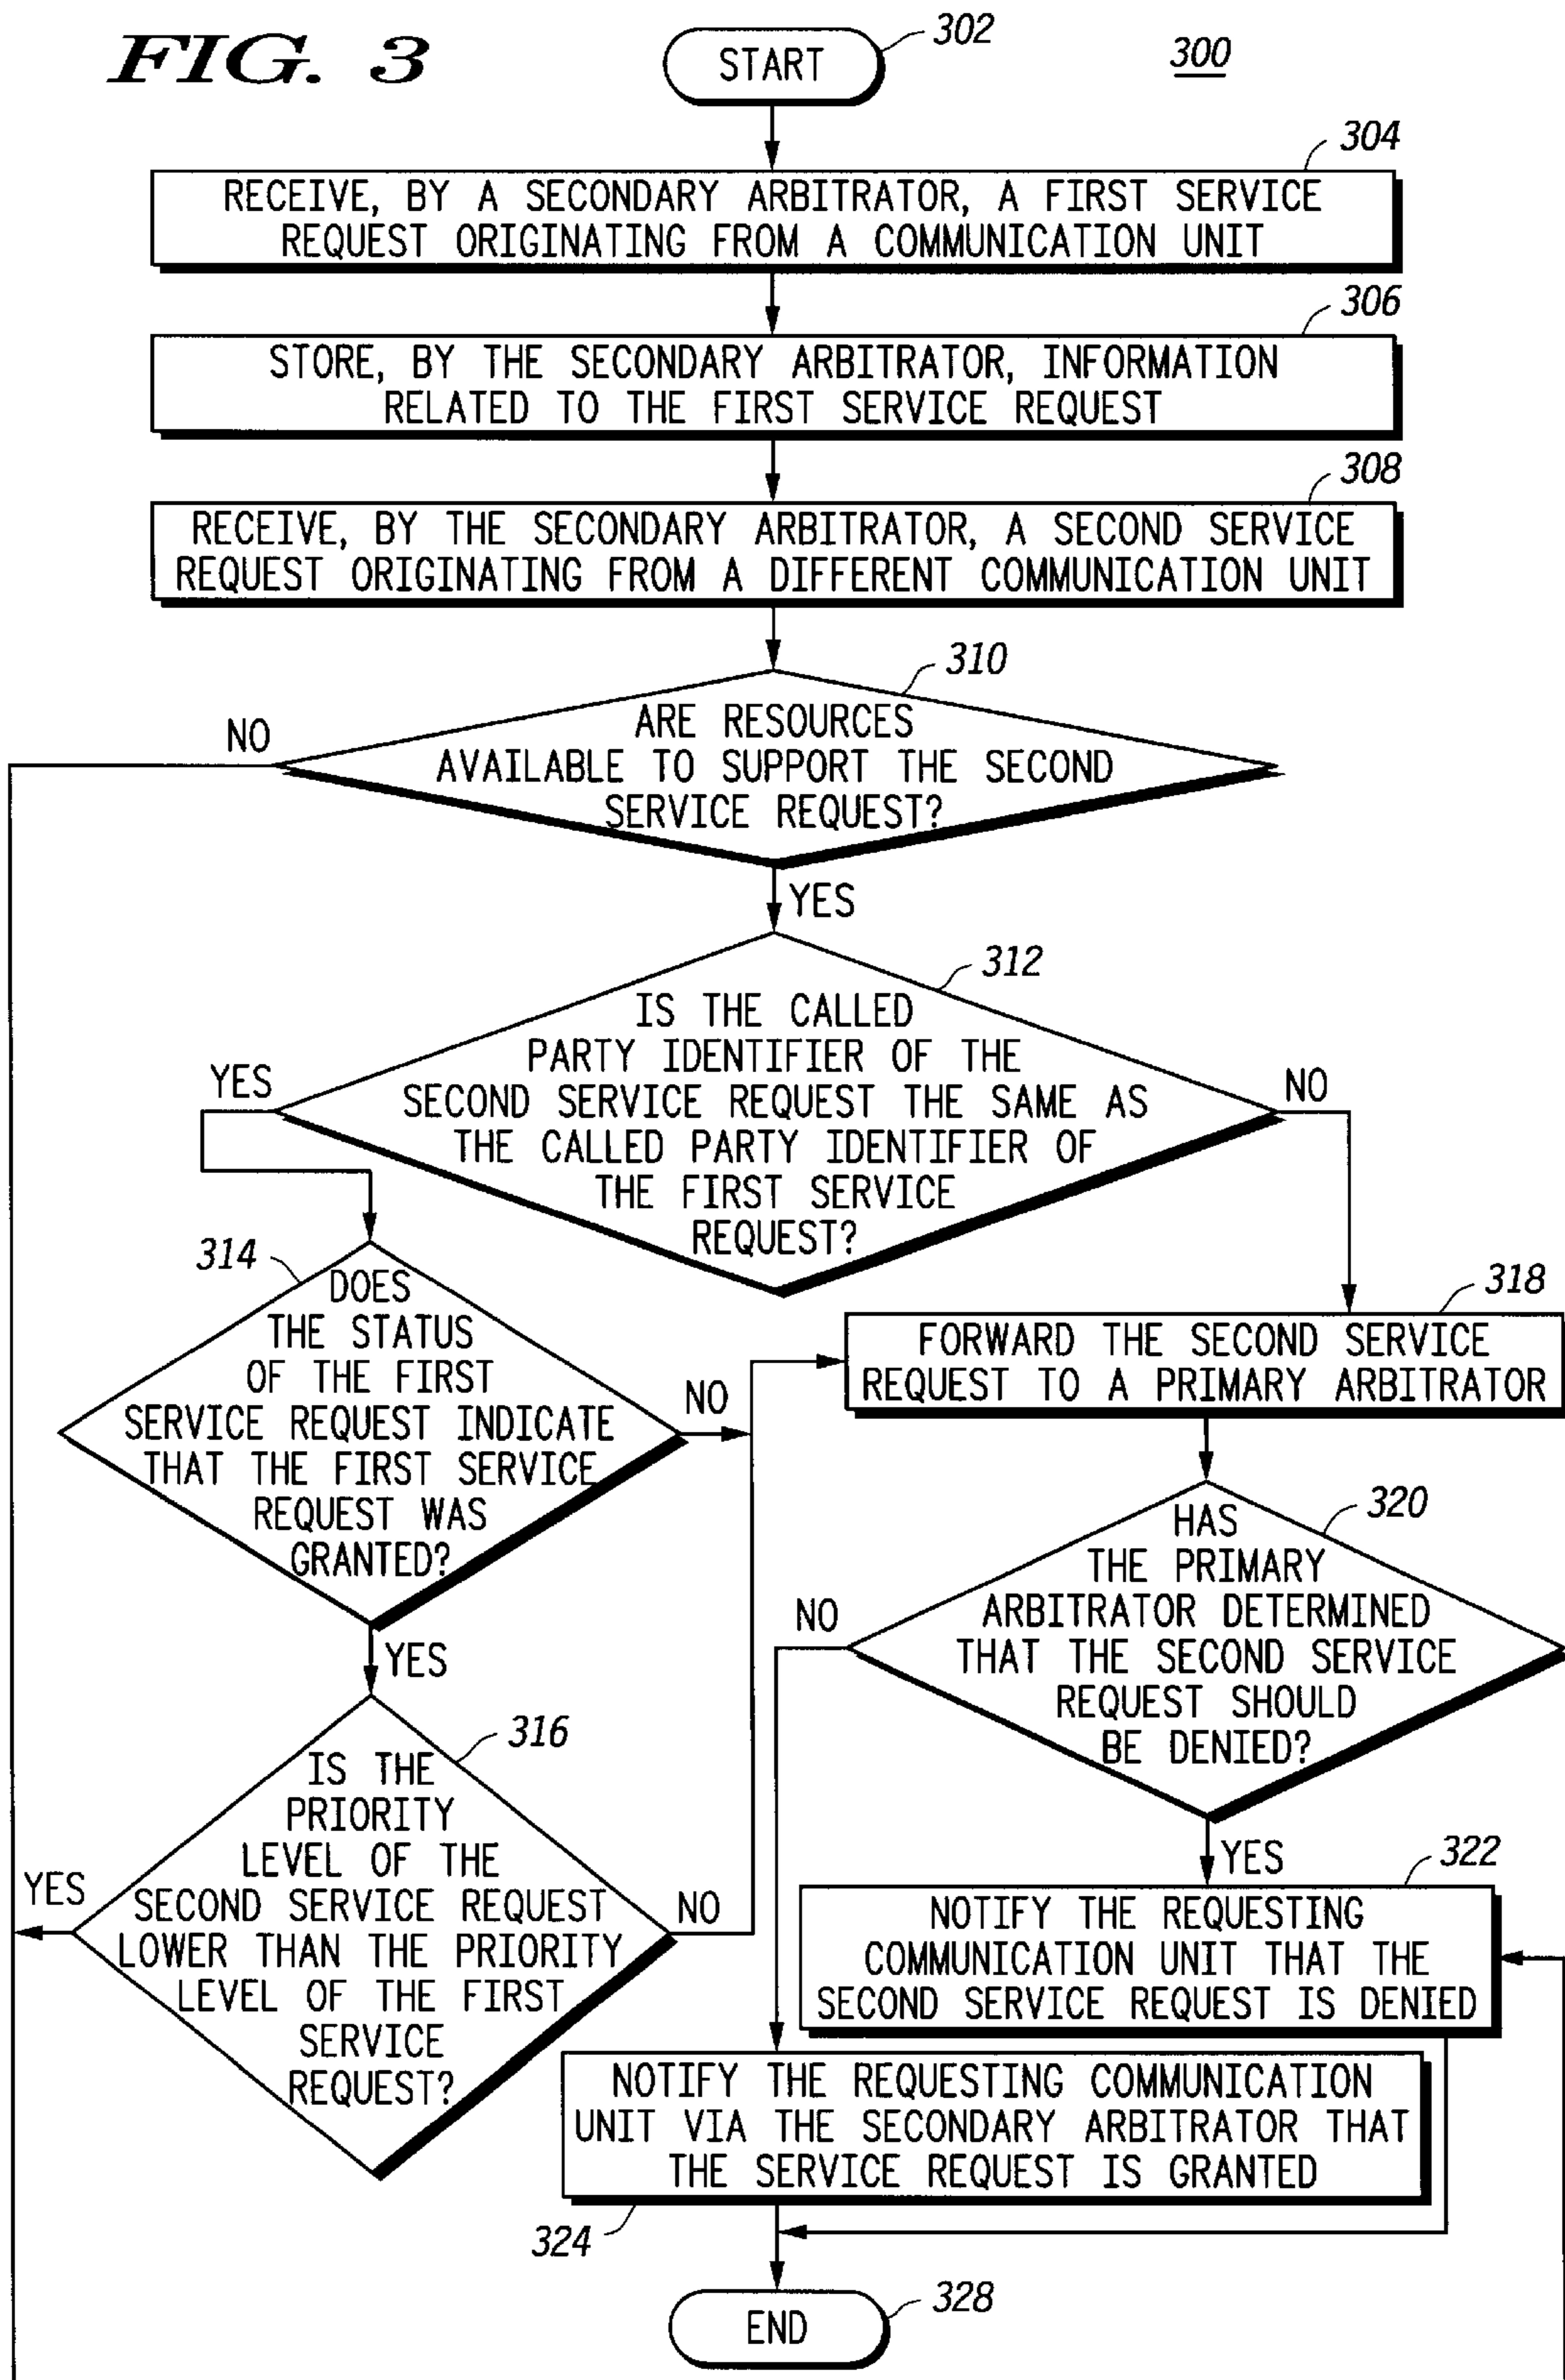 FIG. 3
START
302
300
304
RECEIVE, BY A SECONDARY ARBITRATOR, A FIRST SERVICE
REQUEST ORIGINATING FROM A COMMUNICATION UNIT
306
STORE, BY THE SECONDARY ARBITRATOR, INFORMATION
RELATED TO THE FIRST SERVICE REQUEST
308
RECEIVE, BY THE SECONDARY ARBITRATOR, A SECOND SERVICE
REQUEST ORIGINATING FROM A DIFFERENT COMMUNICATION UNIT
310
NO
ARE RESOURCES
AVAILABLE TO SUPPORT THE SECOND
SERVICE REQUEST?
YES
312
IS THE CALLED
PARTY IDENTIFIER OF THE
SECOND SERVICE REQUEST THE SAME AS
THE CALLED PARTY IDENTIFIER OF
THE FIRST SERVICE
REQUEST?
YES
NO
314
DOES
THE STATUS
OF THE FIRST
SERVICE REQUEST INDICATE
THAT THE FIRST SERVICE
REQUEST WAS
GRANTED?
NO
YES
318
FORWARD THE SECOND SERVICE
REQUEST TO A PRIMARY ARBITRATOR
320
HAS
THE PRIMARY
ARBITRATOR DETERMINED
THAT THE SECOND SERVICE
REQUEST SHOULD
BE DENIED?
NO
YES
316
IS THE
PRIORITY
LEVEL OF THE
SECOND SERVICE REQUEST
LOWER THAN THE PRIORITY
LEVEL OF THE FIRST
SERVICE
REQUEST?
YES
NO
322
NOTIFY THE REQUESTING
COMMUNICATION UNIT THAT THE
SECOND SERVICE REQUEST IS DENIED
NOTIFY THE REQUESTING COMMUNICATION
UNIT VIA THE SECONDARY ARBITRATOR THAT
THE SERVICE REQUEST IS GRANTED
324
END
328